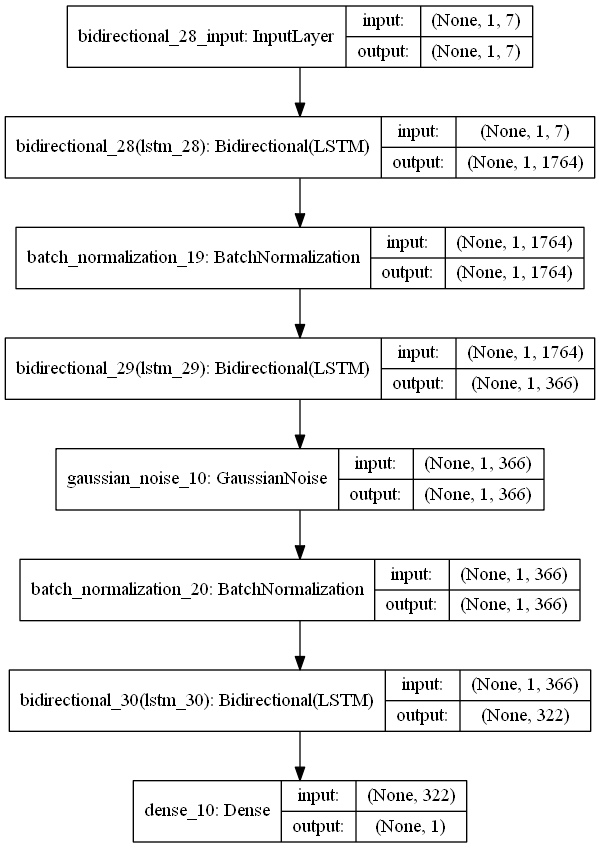 bidirectional_28_input: InputLayer
input: (None, 1, 7)
output: (None, 1, 7)
bidirectional_28(lstm_28): Bidirectional(LSTM)
input: (None, 1, 7)
output: (None, 1, 1764)
batch_normalization_19: BatchNormalization
input: (None, 1, 1764)
output: (None, 1, 1764)
bidirectional_29(lstm_29): Bidirectional(LSTM)
input: (None, 1, 1764)
output: (None, 1, 366)
gaussian_noise_10: GaussianNoise
input: (None, 1, 366)
output: (None, 1, 366)
batch_normalization_20: BatchNormalization
input: (None, 1, 366)
output: (None, 1, 366)
bidirectional_30(lstm_30): Bidirectional(LSTM)
input: (None, 1, 366)
output: (None, 322)
dense_10: Dense
input: (None, 322)
output: (None, 1)